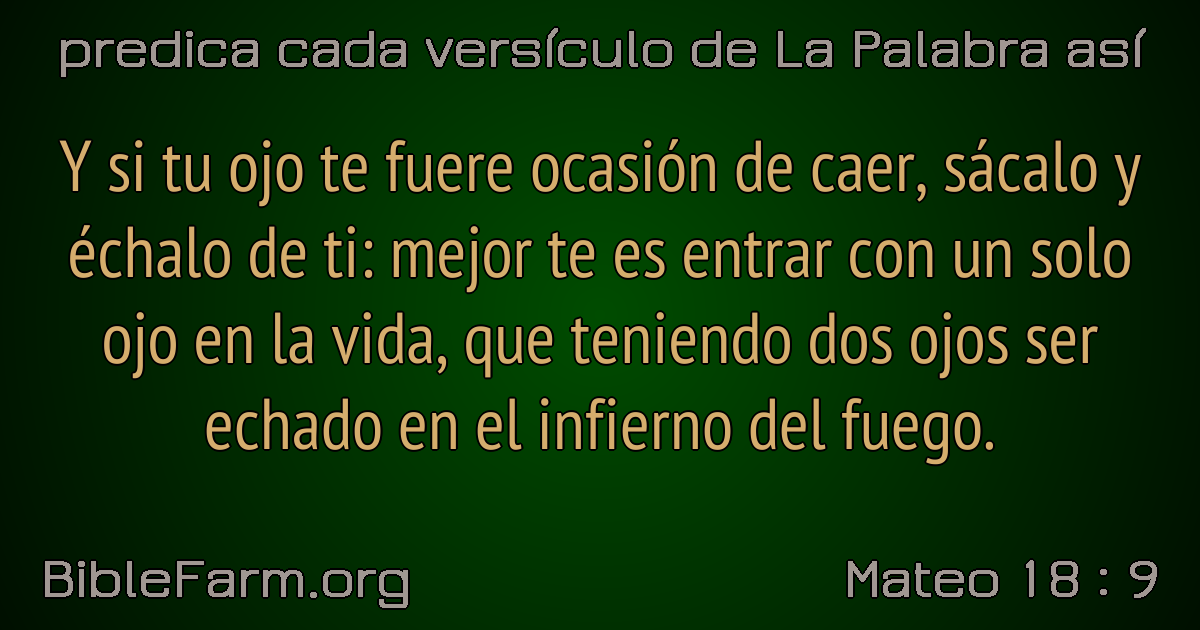 predica cada versículo de La Palabra así
Y si tu ojo te fuere ocasión de caer, sácalo y
échalo de ti: mejor te es entrar con un solo
ojo en la vida, que teniendo dos ojos ser
echado en el infierno del fuego.
BibleFarm.org
Mateo 18 : 9